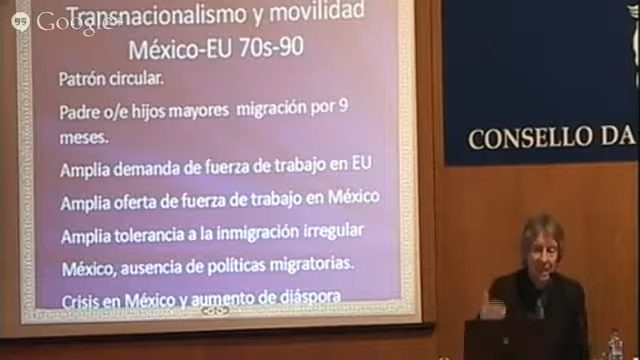 Google+
Transnacionalismo y movilidad
México-EU 70s-90
Patrón circular.
Padre o/e hijos mayores migración por 9
meses.
Amplia demanda de fuerza de trabajo en EU
Amplia oferta de fuerza de trabajo en México
Amplia tolerancia a la inmigración irregular
México, ausencia de políticas migratorias.
Crisis en México y aumento de diáspora
CONSELLO DA